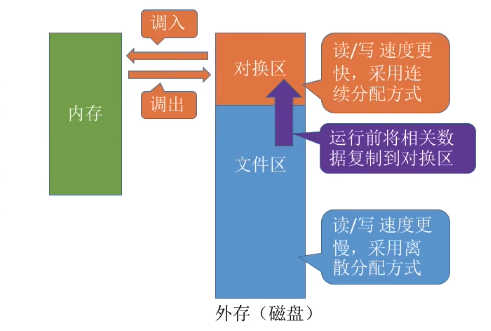 调入
调出
内存
对换区
文件区
读/写 速度更
快，采用连
续分配方式
运行前将相关数
据复制到对换区
读/写 速度更
慢，采用离
散分配方式
外存（磁盘）